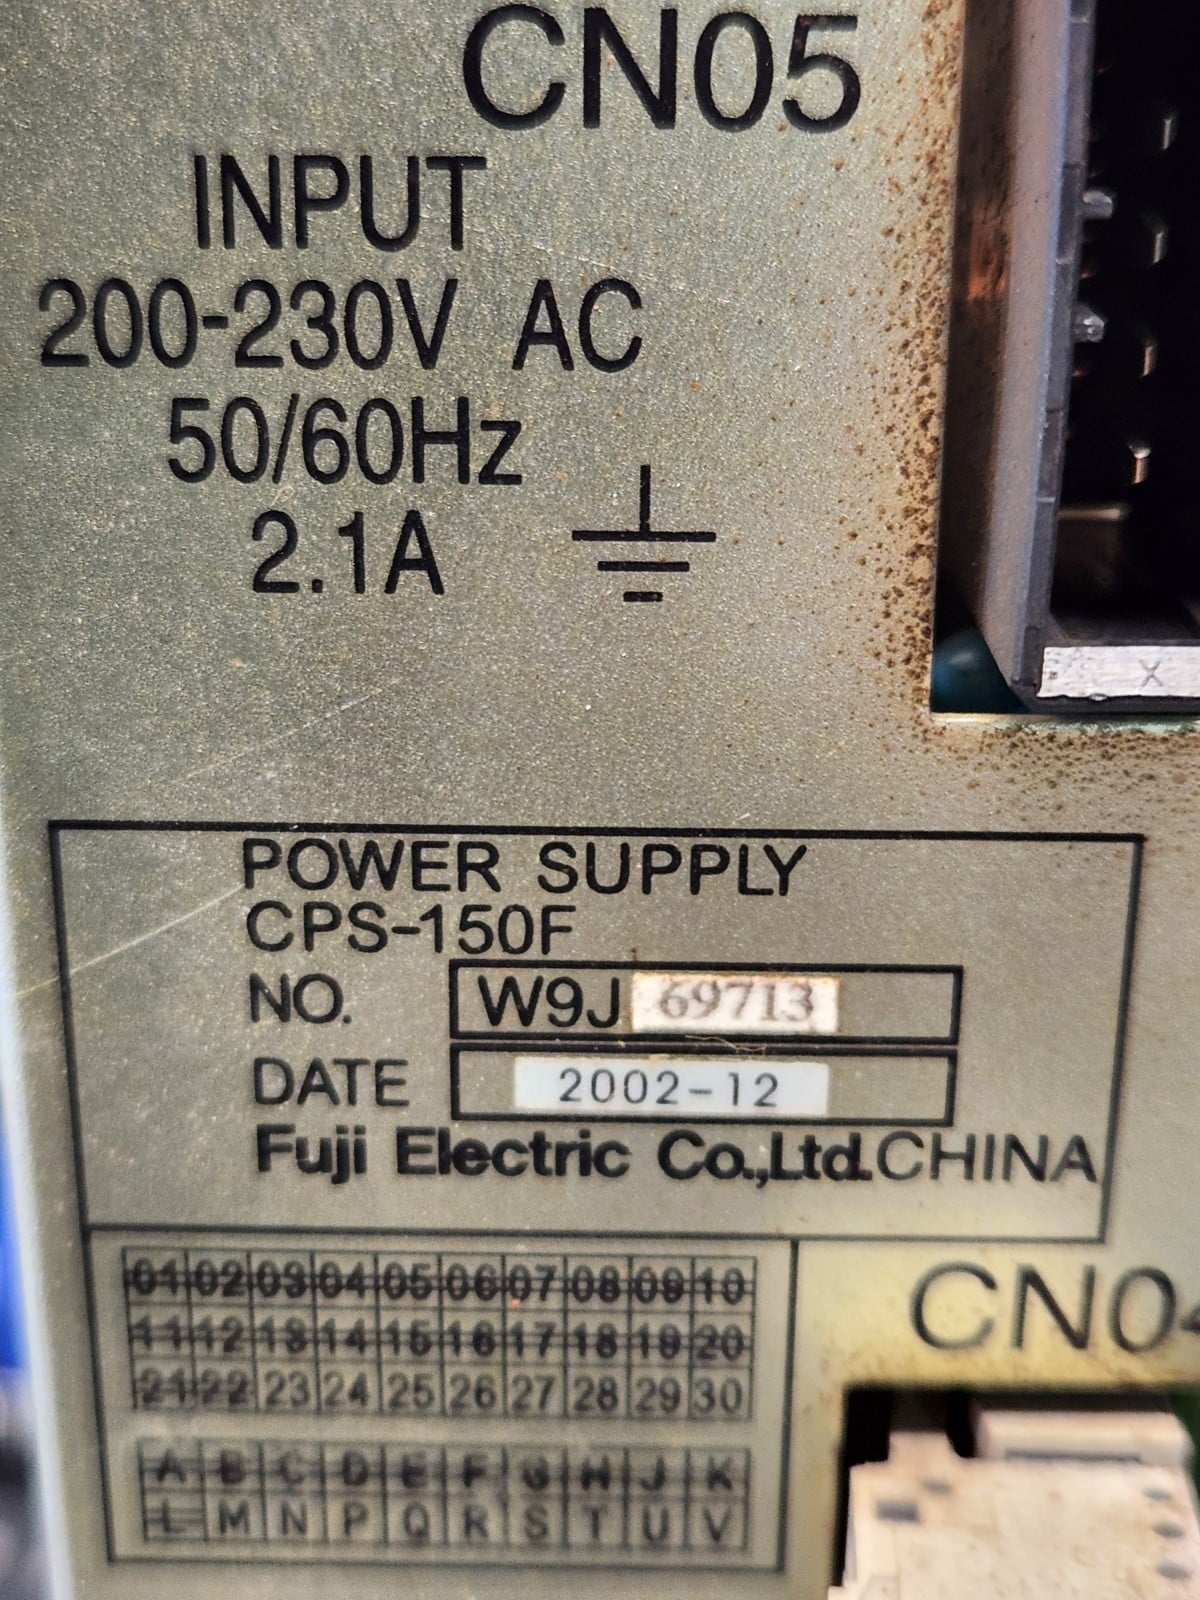 CN05
INPUT
200-230V AC
50/60Hz
2.1A
X
POWER SUPPLY
CPS-150F
NO. W9J 69713
DATE 2002-12
Fuji Electric Co.,Ltd. CHINA
01 02 03 04 05 06 07 08 09 10
11 12 13 14 15 16 17 18 19 20
21 22 23 24 25 26 27 28 29 30
A B C D E F G H J K
L M N P Q R S T U V
CN04